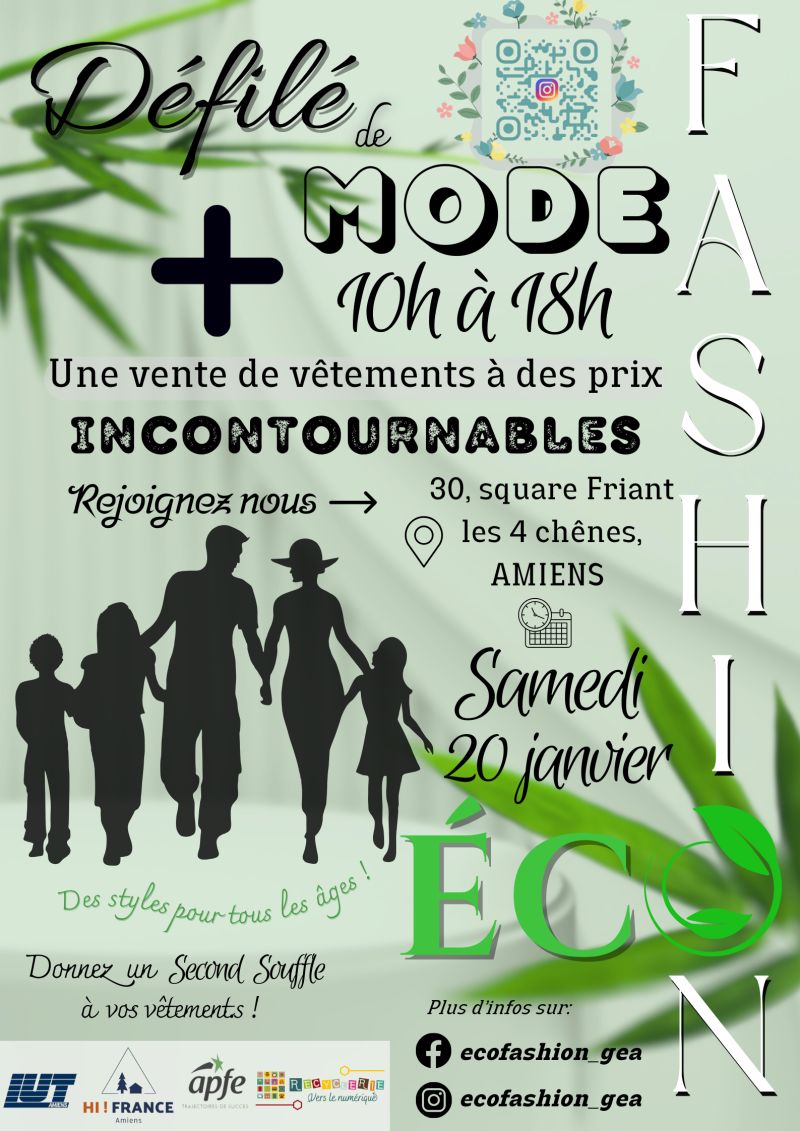 Défilé
de
MODE
+
10h à 18h
Une vente de vêtements à des prix
INCONTOURNABLES
Rejoignez nous →
30, square Friant
les 4 chênes,
AMIENS
Samedi
20 janvier
FASHION
ÉCO
Des styles pour tous les âges !
Donnez un Second Souffle
à vos vêtements !
Plus d'infos sur:
ecofashion_gea
ecofashion_gea
IUT
AMIENS
HI ! FRANCE
Amiens
apfe
TRAJECTOIRES DE SUCCÈS
RECYCLERIE
Vers le numérique